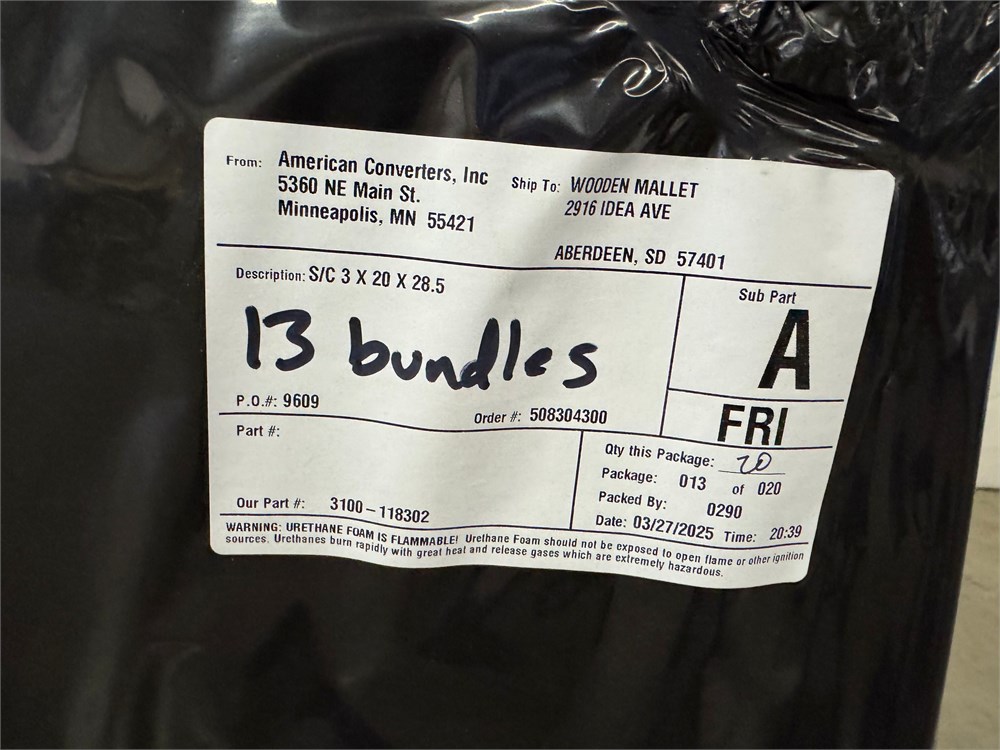 From: American Converters, Inc
5360 NE Main St.
Minneapolis, MN 55421
Ship To: WOODEN MALLET
2916 IDEA AVE
ABERDEEN, SD 57401
Description: S/C 3 X 20 X 28.5
13 bundles
P.O.#: 9609
Order #: 508304300
Sub Part
A
FRI
Part #:
Our Part #: 3100-118302
Qty this Package: 20
Package: 013 of 020
Packed By: 0290
Date: 03/27/2025 Time: 20:39
WARNING: URETHANE FOAM IS FLAMMABLE! Urethane Foam should not be exposed to open flame or other ignition
sources. Urethanes burn rapidly with great heat and release gases which are extremely hazardous.